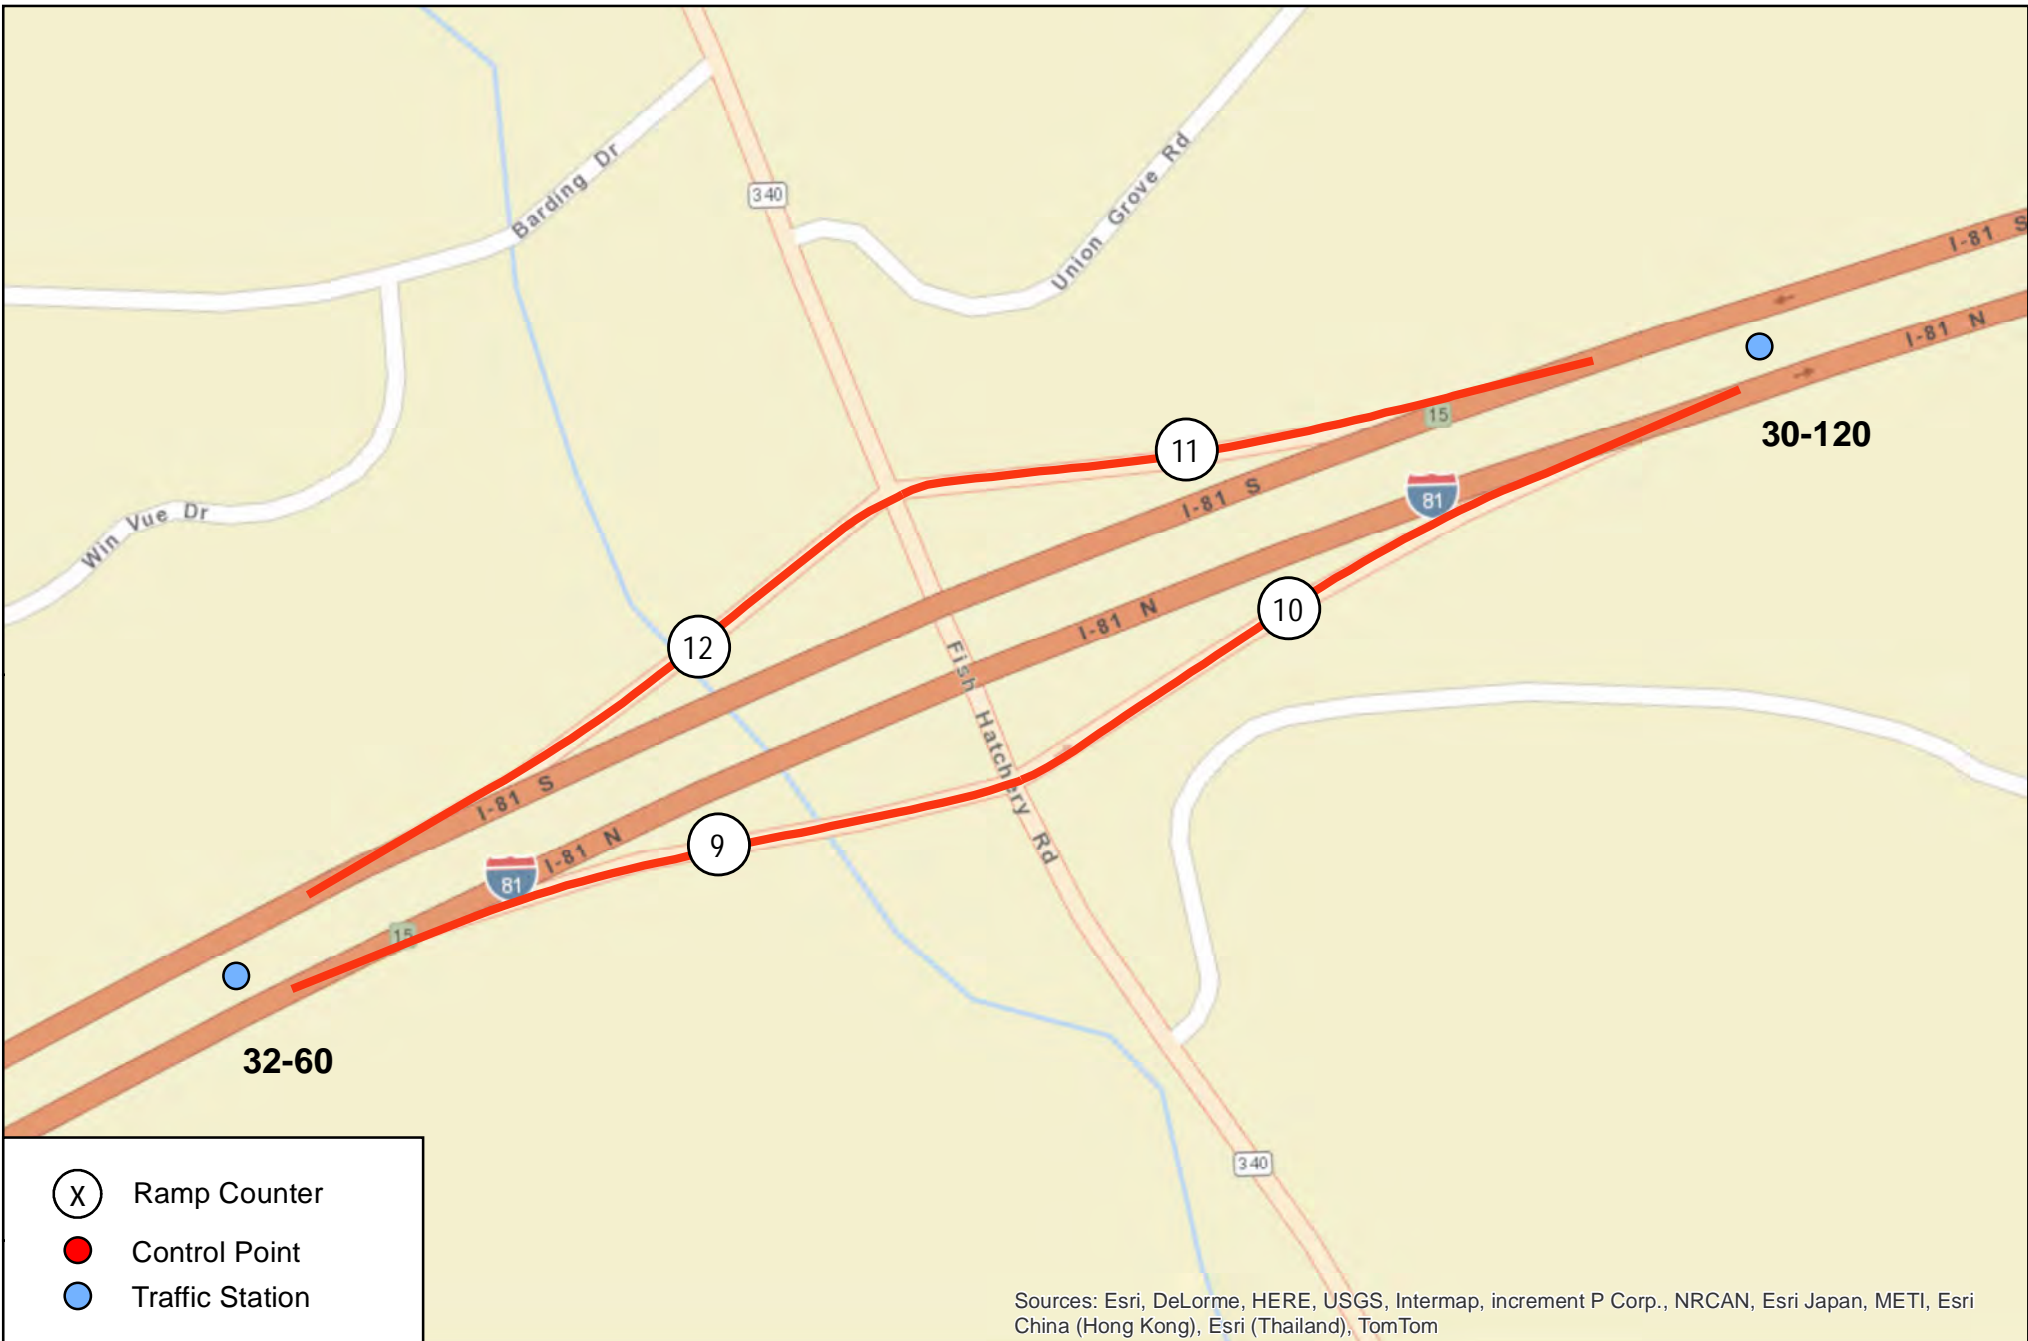 Barding Dr
340
Union Grove Rd
I-81 S
I-81 N
30-120
15
11
I-81 S
81
Win Vue Dr
10
I-81 N
12
Fish Hatchery Rd
I-81 S
9
I-81 N
81
15
32-60
340
X Ramp Counter
Control Point
Traffic Station
Sources: Esri, DeLorme, HERE, USGS, Intermap, increment P Corp., NRCAN, Esri Japan, METI, Esri
China (Hong Kong), Esri (Thailand), TomTom